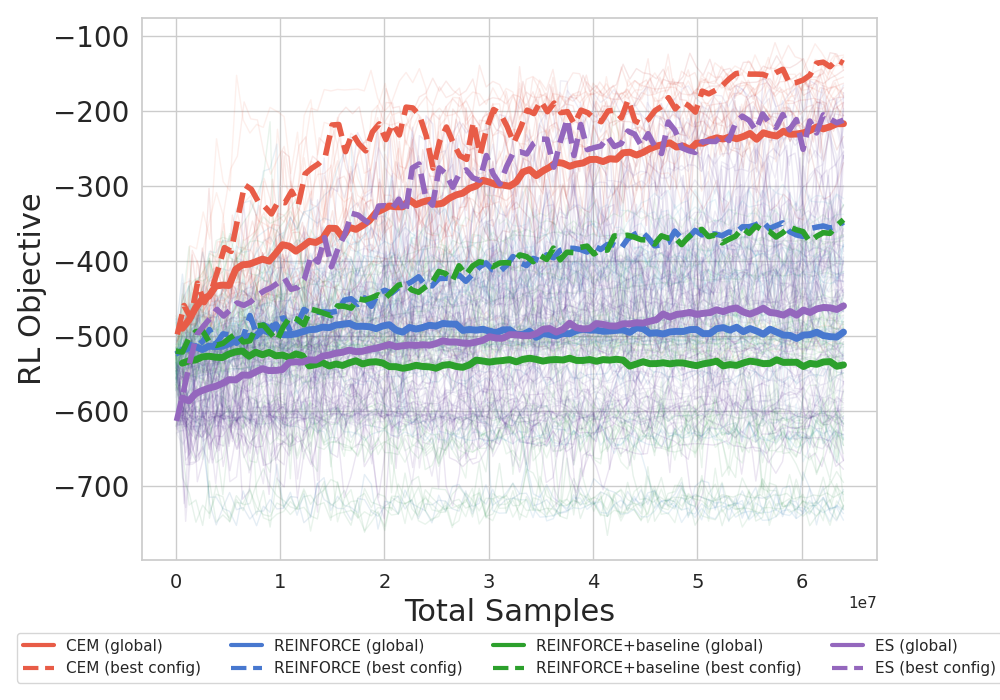 −100
−200
−300
−400
−500
−600
−700
RL Objective
0 1 2 3 4 5 6
1e7
Total Samples
CEM (global) REINFORCE (global) REINFORCE+baseline (global) ES (global)
CEM (best config) REINFORCE (best config) REINFORCE+baseline (best config) ES (best config)